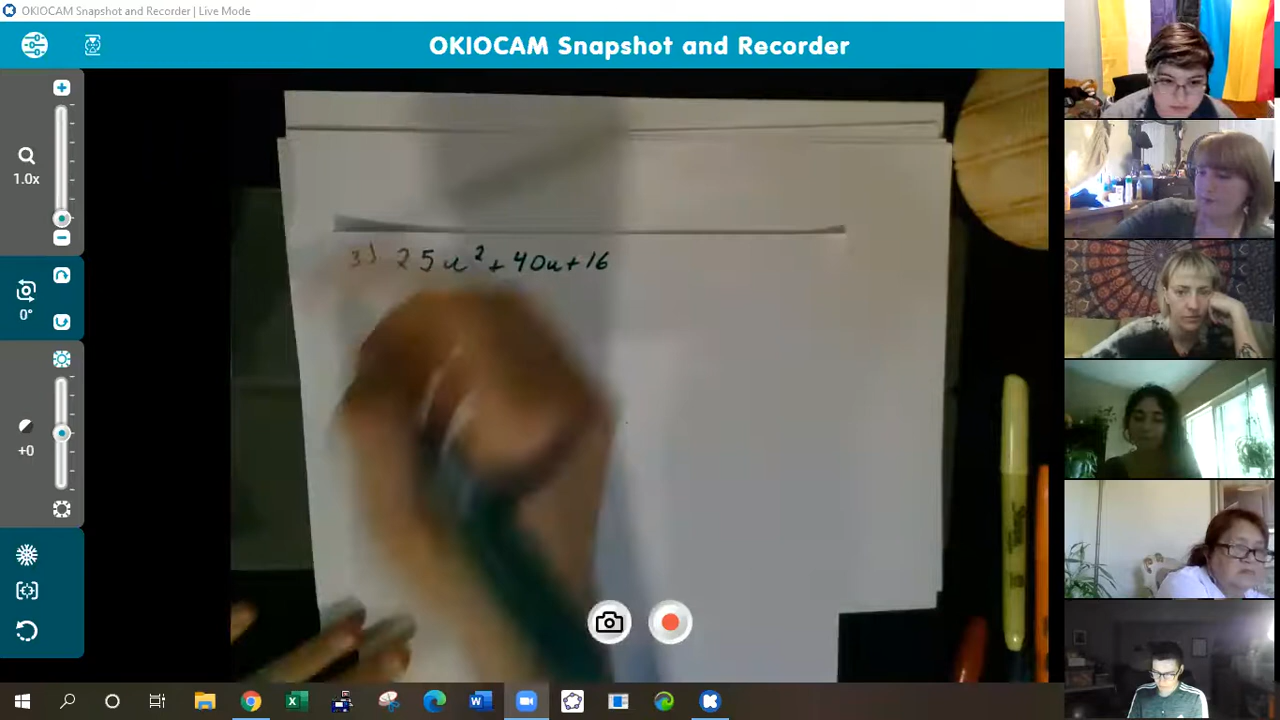 OKIOCAM Snapshot and Recorder | Live Mode
OKIOCAM Snapshot and Recorder
1.0x
0°
+0
3) 25u²+40u+16